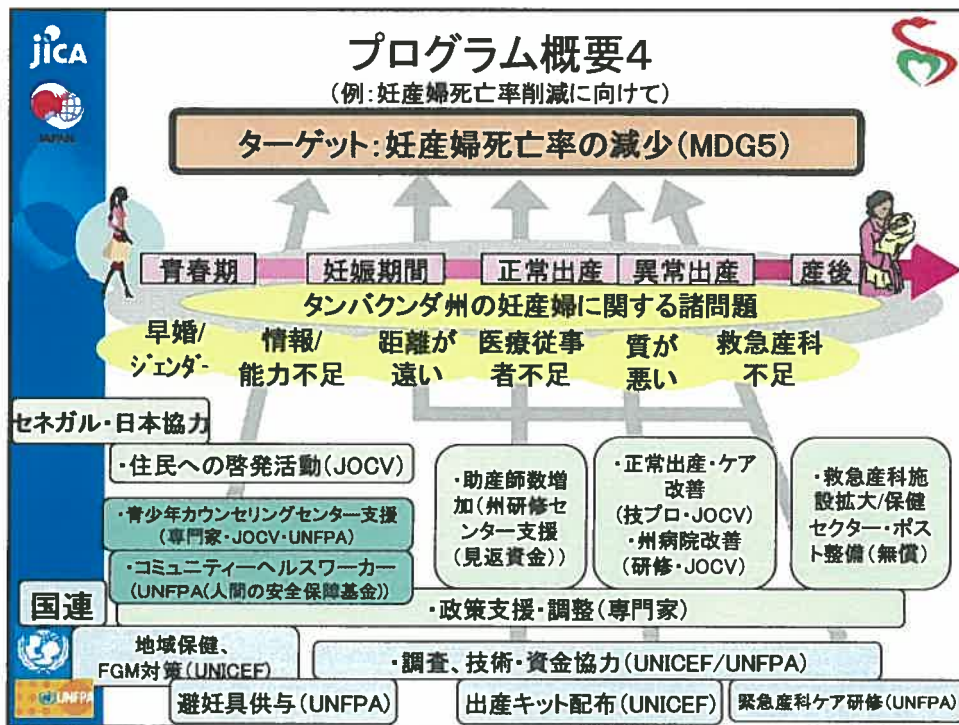 jica
プログラム概要4
(例:妊産婦死亡率削減に向けて)
JAPAN
ターゲット:妊産婦死亡率の減少(MDG5)
青春期
妊娠期間
正常出産
異常出産
産後
タンバクンダ州の妊産婦に関する諸問題
早婚/
ジェンダー
情報/
能力不足
距離が
遠い
医療従事
者不足
質が
悪い
救急産科
不足
セネガル・日本協力
・住民への啓発活動(JOCV)
・青少年カウンセリングセンター支援
(専門家・JOCV・UNFPA)
・コミュニティーヘルスワーカー
(UNFPA(人間の安全保障基金))
・助産師数増
加(州研修セ
ンター支援
(見返資金))
・正常出産・ケア
改善
(技プロ・JOCV)
・州病院改善
(研修・JOCV)
・救急産科施
設拡大/保健
セクター・ポス
ト整備(無償)
国連
・政策支援・調整(専門家)
地域保健、
FGM対策(UNICEF)
・調査、技術・資金協力(UNICEF/UNFPA)
UNFPA
避妊具供与(UNFPA)
出産キット配布(UNICEF)
緊急産科ケア研修(UNFPA)